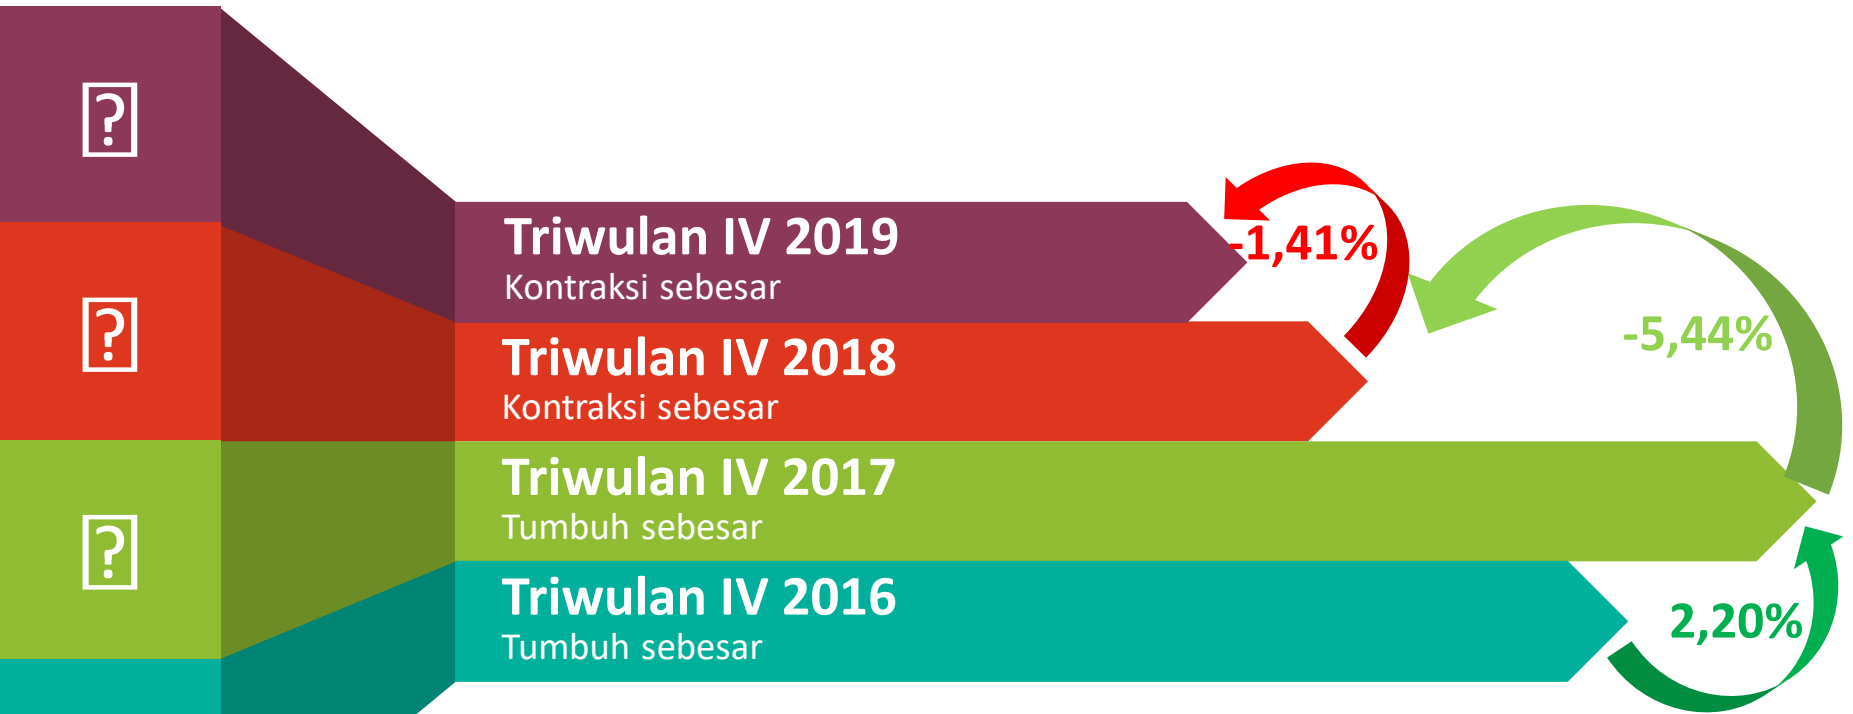 Triwulan IV 2019
Kontraksi sebesar
-1,41%
Triwulan IV 2018
Kontraksi sebesar
-5,44%
Triwulan IV 2017
Tumbuh sebesar
Triwulan IV 2016
Tumbuh sebesar
2,20%